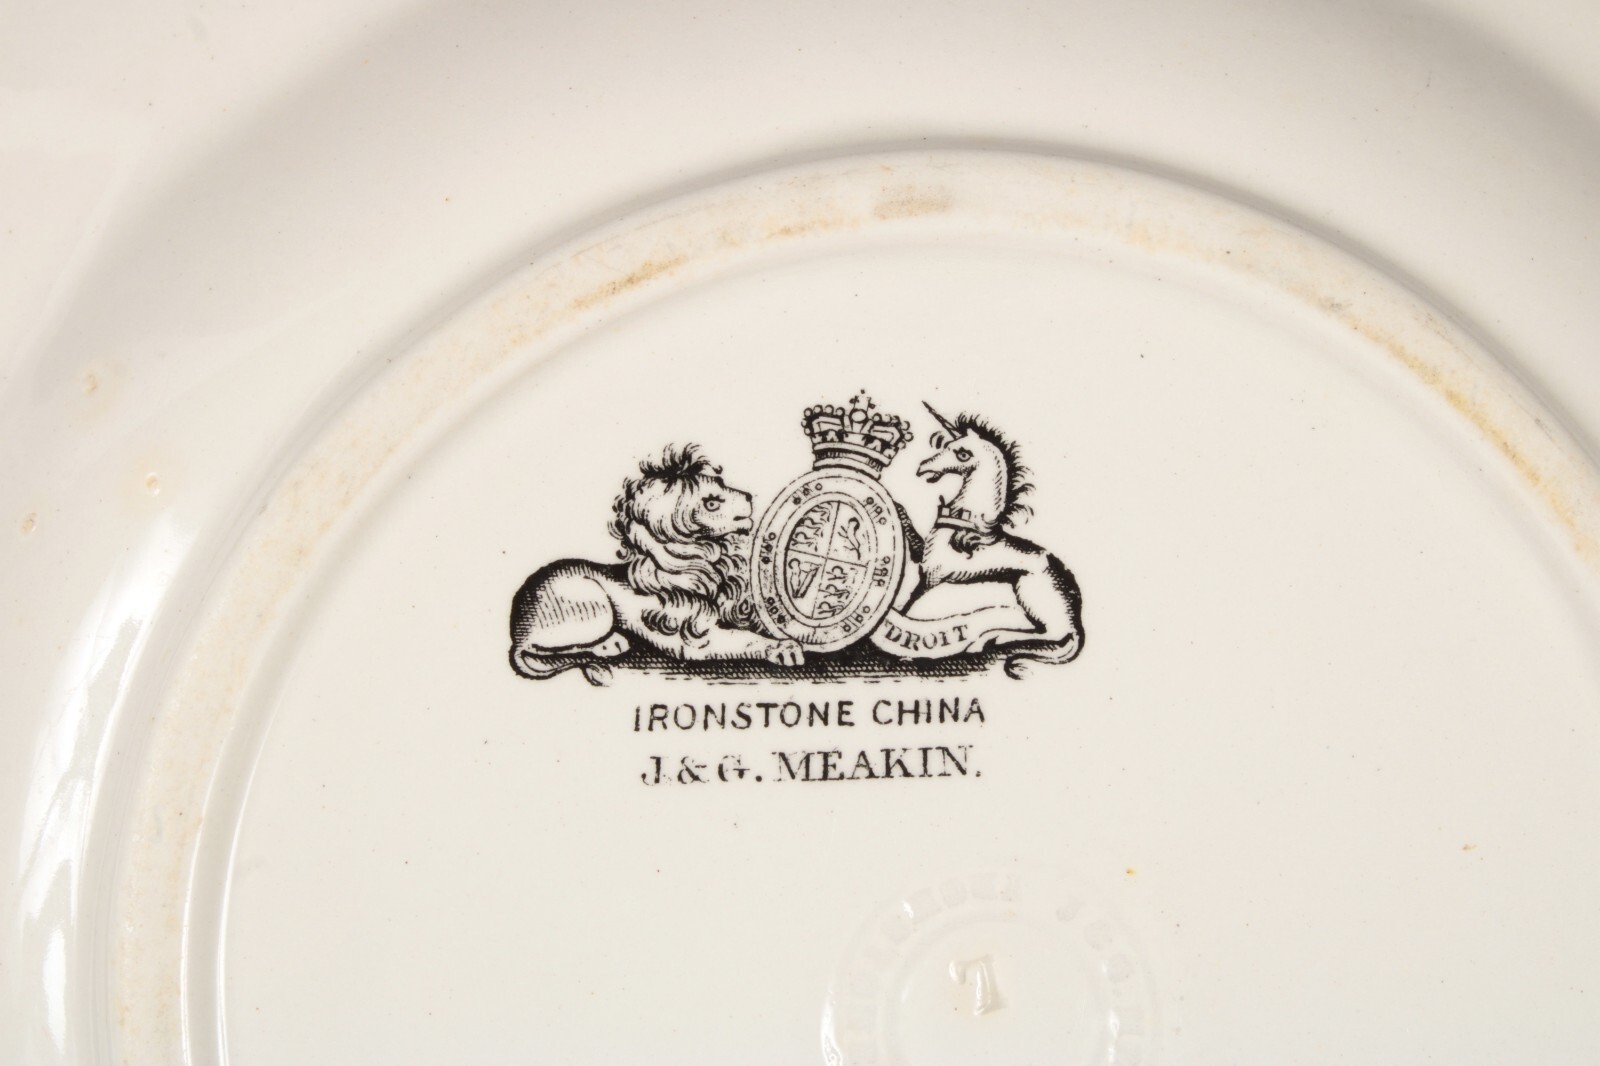 DROIT
IRONSTONE CHINA
J. & G. MEAKIN.